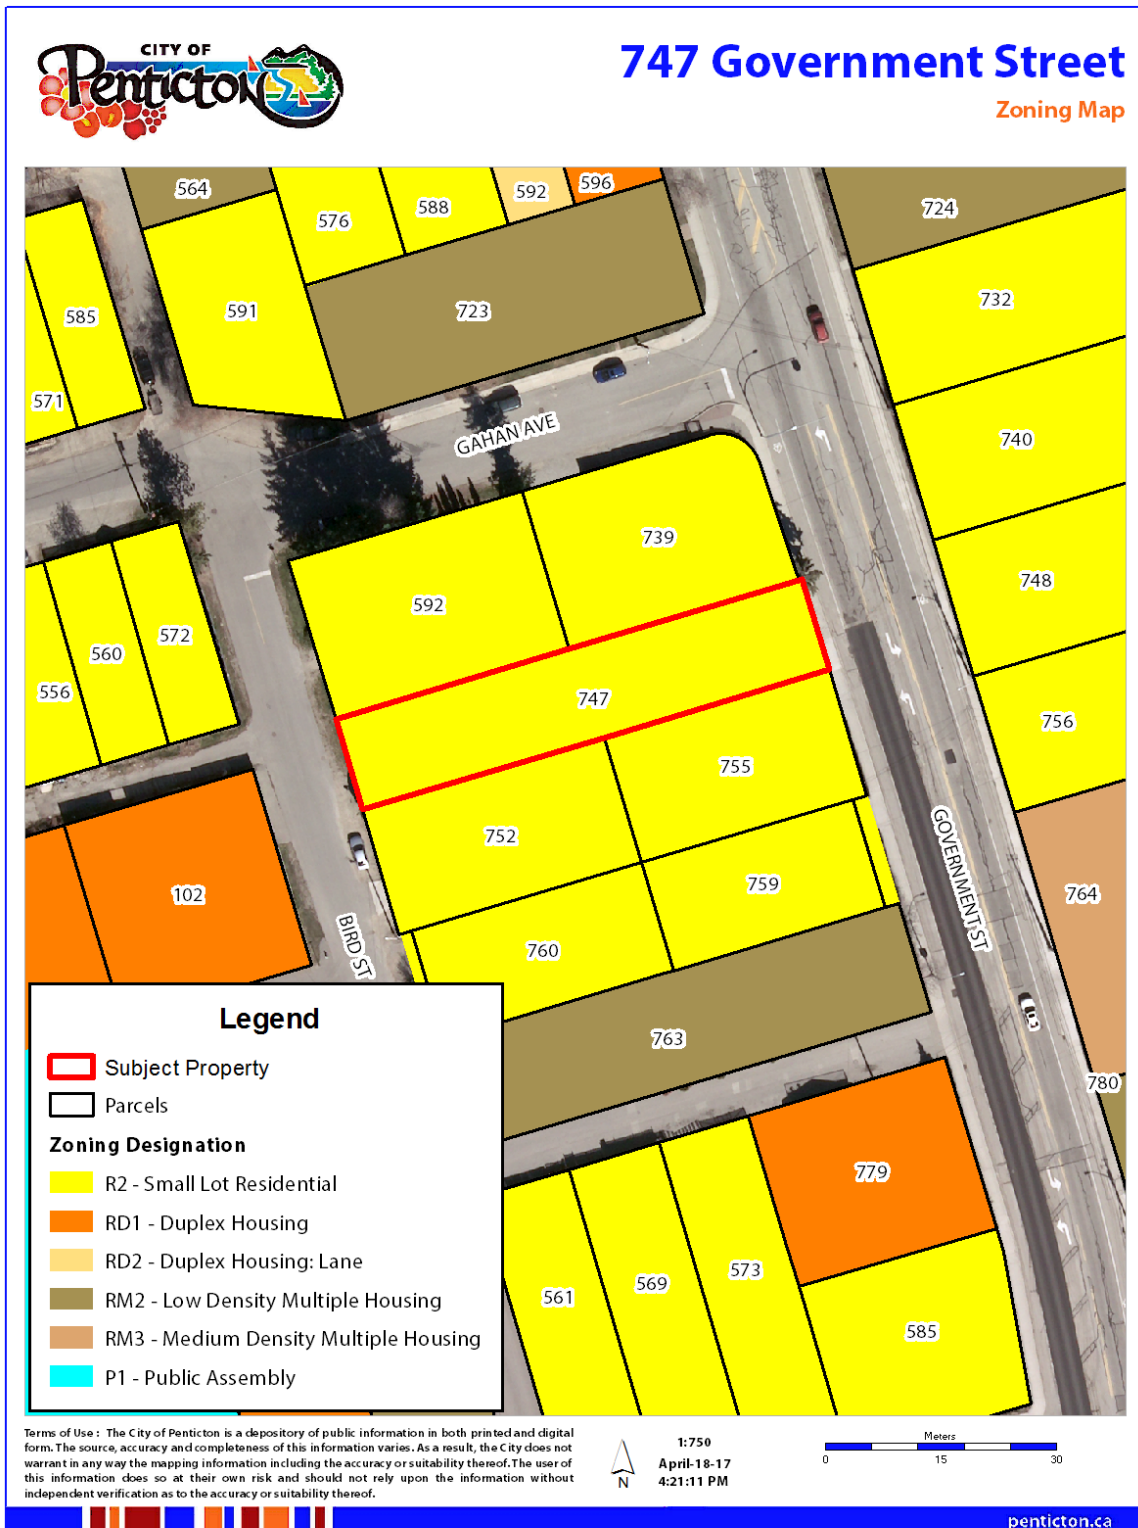 CITY OF
Penticton
747 Government Street
Zoning Map
564
576
588
592
596
724
585
591
723
732
571
GAHAN AVE
740
739
592
748
572
560
556
747
756
755
752
102
759
764
760
BIRD ST
GOVERNMENT ST
763
780
779
573
569
561
585
Legend
Subject Property
Parcels
Zoning Designation
R2 - Small Lot Residential
RD1 - Duplex Housing
RD2 - Duplex Housing: Lane
RM2 - Low Density Multiple Housing
RM3 - Medium Density Multiple Housing
P1 - Public Assembly
Terms of Use : The City of Penticton is a depository of public information in both printed and digital
form. The source, accuracy and completeness of this information varies. As a result, the City does not
warrant in any way the mapping information including the accuracy or suitability thereof. The user of
this information does so at their own risk and should not rely upon the information without
independent verification as to the accuracy or suitability thereof.
N
1:750
April-18-17
4:21:11 PM
Meters
0 15 30
penticton.ca